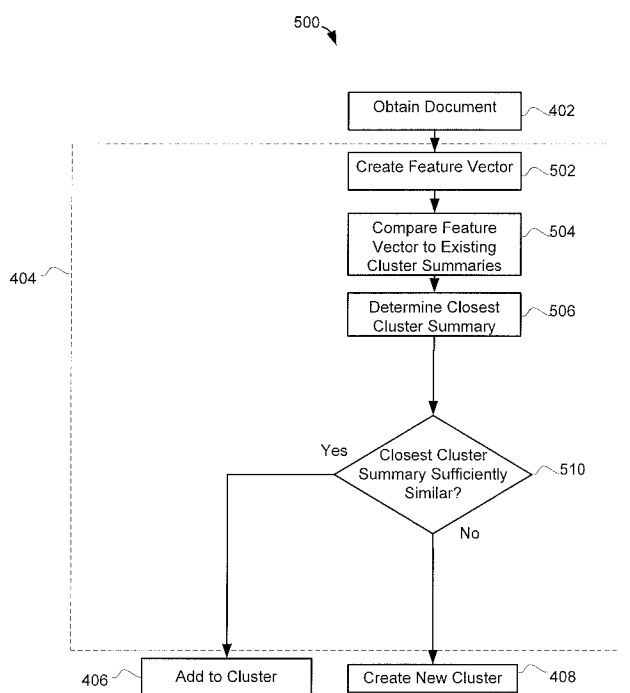 500
Obtain Document
402
Create Feature Vector
502
Compare Feature
Vector to Existing
Cluster Summaries
504
404
Determine Closest
Cluster Summary
506
Yes
Closest Cluster
Summary Sufficiently
Similar?
510
No
406
Add to Cluster
Create New Cluster
408